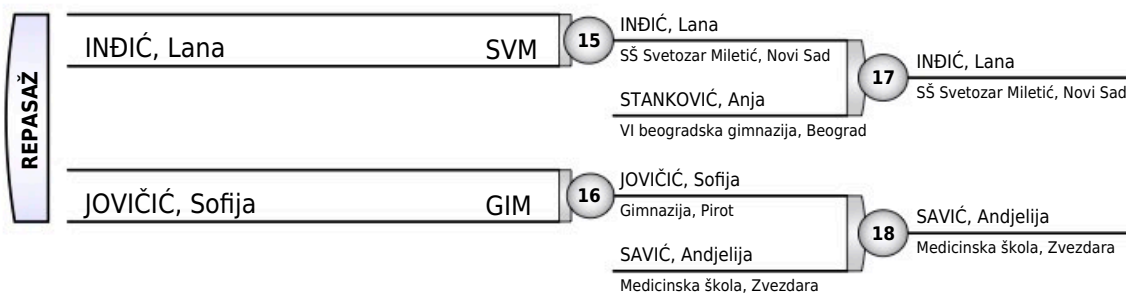 REPASAŽ
INĐIĆ, Lana SVM
15
INĐIĆ, Lana
SŠ Svetozar Miletić, Novi Sad
STANKOVIĆ, Anja
VI beogradska gimnazija, Beograd
17
INĐIĆ, Lana
SŠ Svetozar Miletić, Novi Sad
JOVIČIĆ, Sofija GIM
16
JOVIČIĆ, Sofija
Gimnazija, Pirot
SAVIĆ, Andjelija
Medicinska škola, Zvezdara
18
SAVIĆ, Andjelija
Medicinska škola, Zvezdara